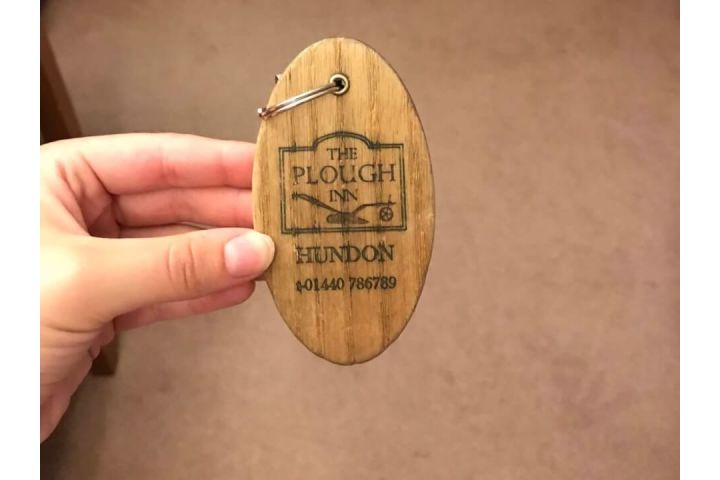 THE
PLOUGH
INN
HUNDON
01440 786789